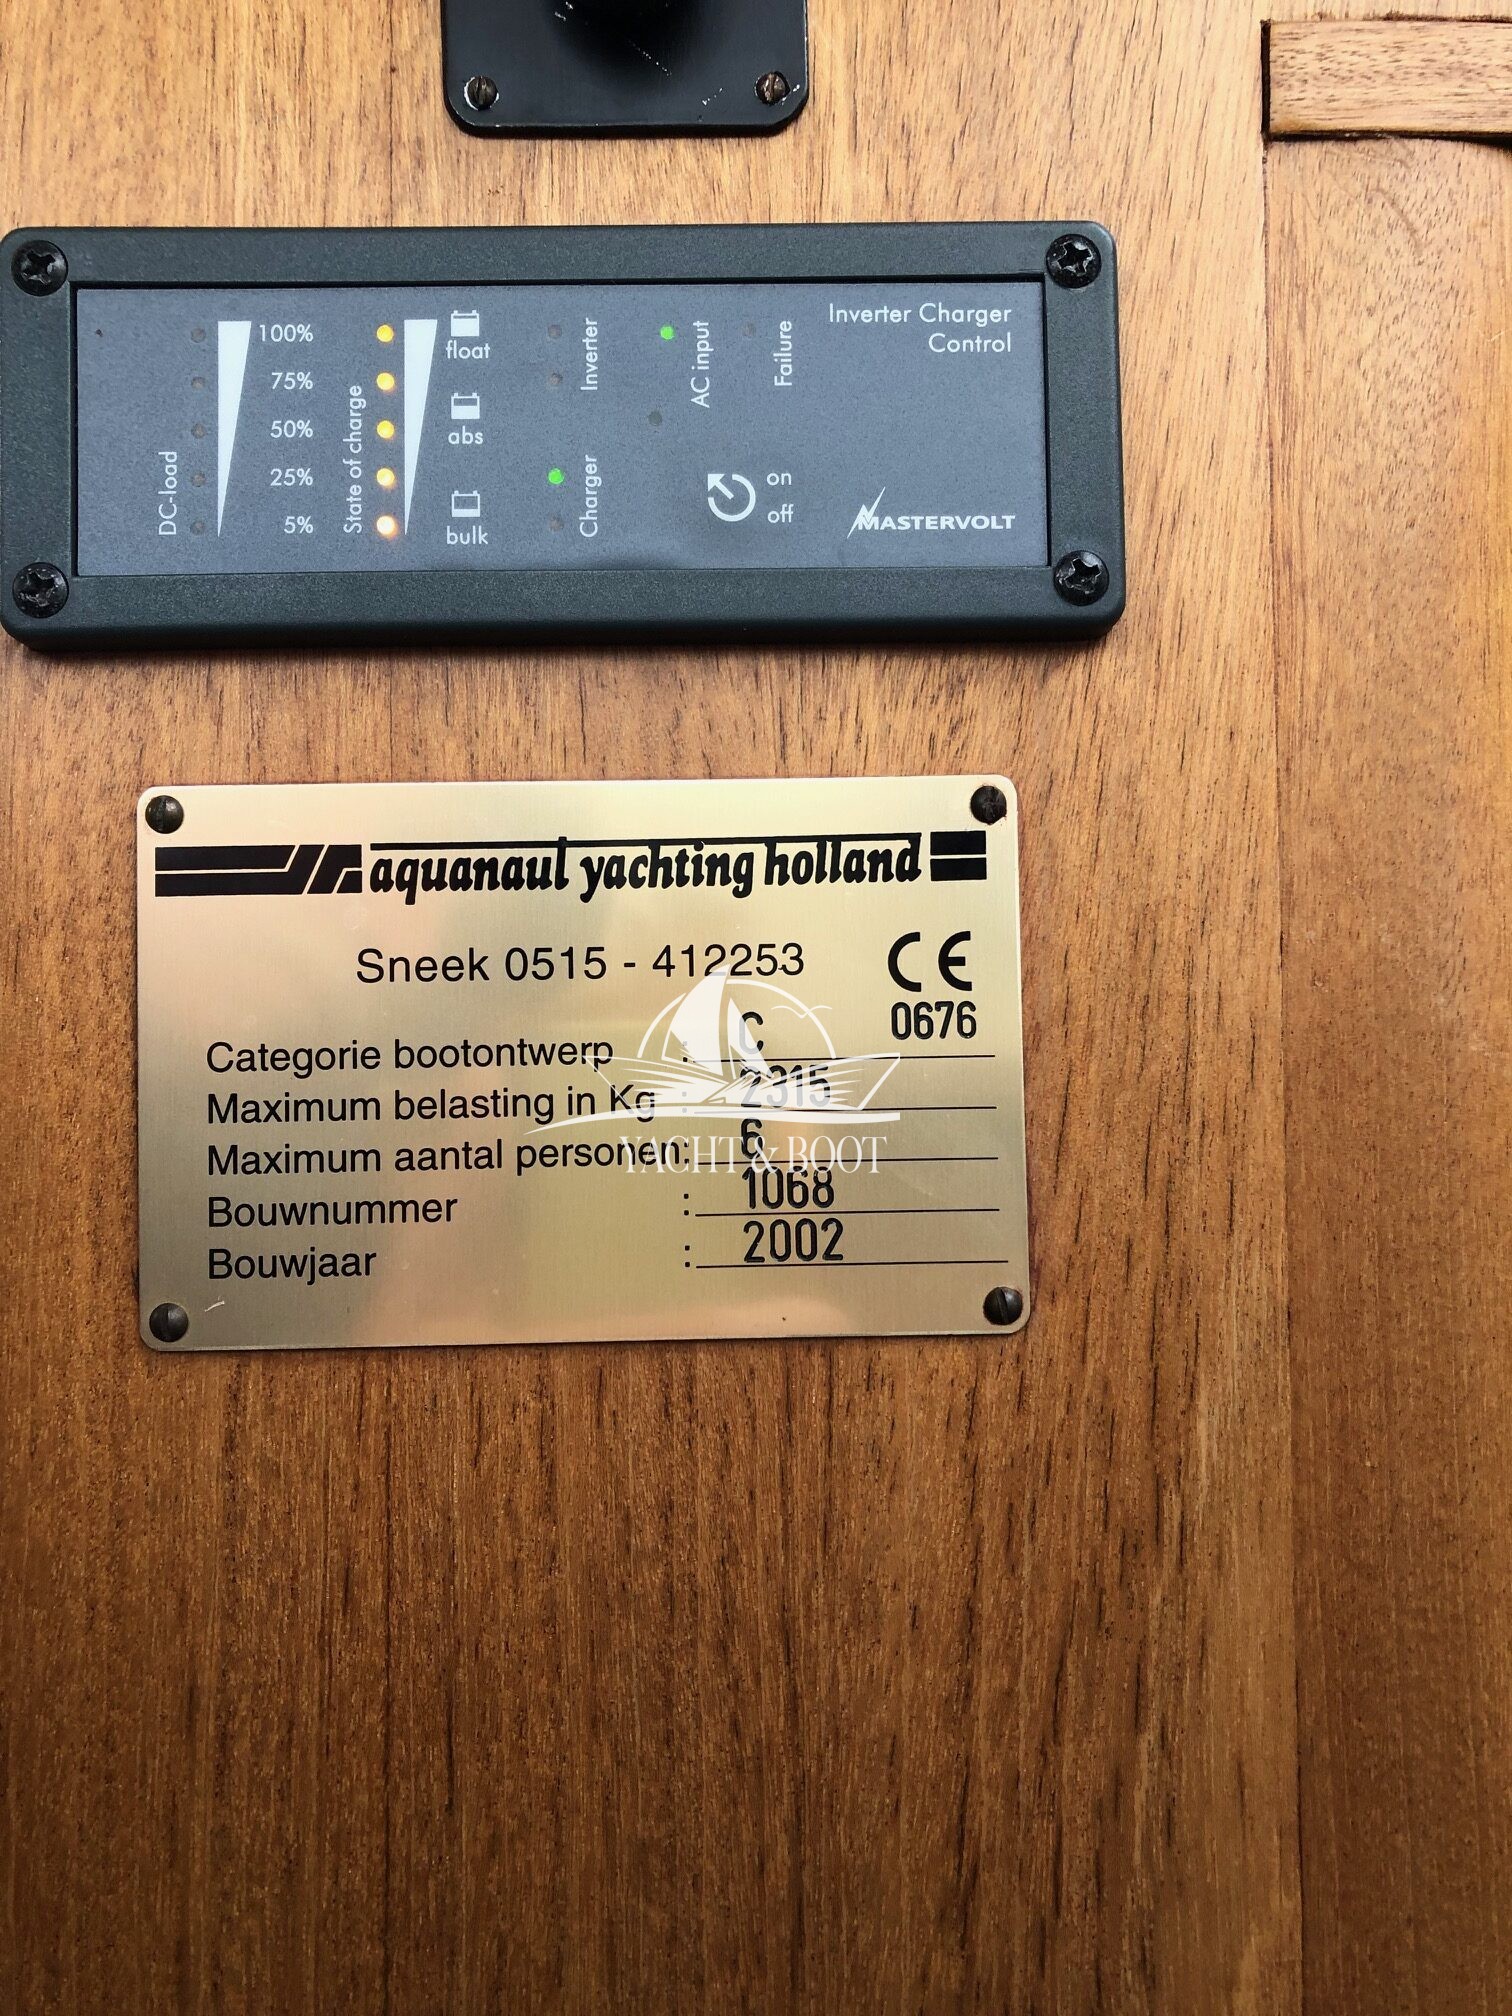 Inverter Charger
Control
DC-load
100%
75%
50%
25%
5%
State of charge
float
abs
bulk
Inverter
Charger
AC input
Failure
on
off
MASTERVOLT
aquanaut yachting holland
Sneek 0515 - 412253
CE
0676
Categorie bootontwerp : C
Maximum belasting in Kg : 2315
Maximum aantal personen: 6
Bouwnummer : 1068
Bouwjaar : 2002
YACHT & BOOT